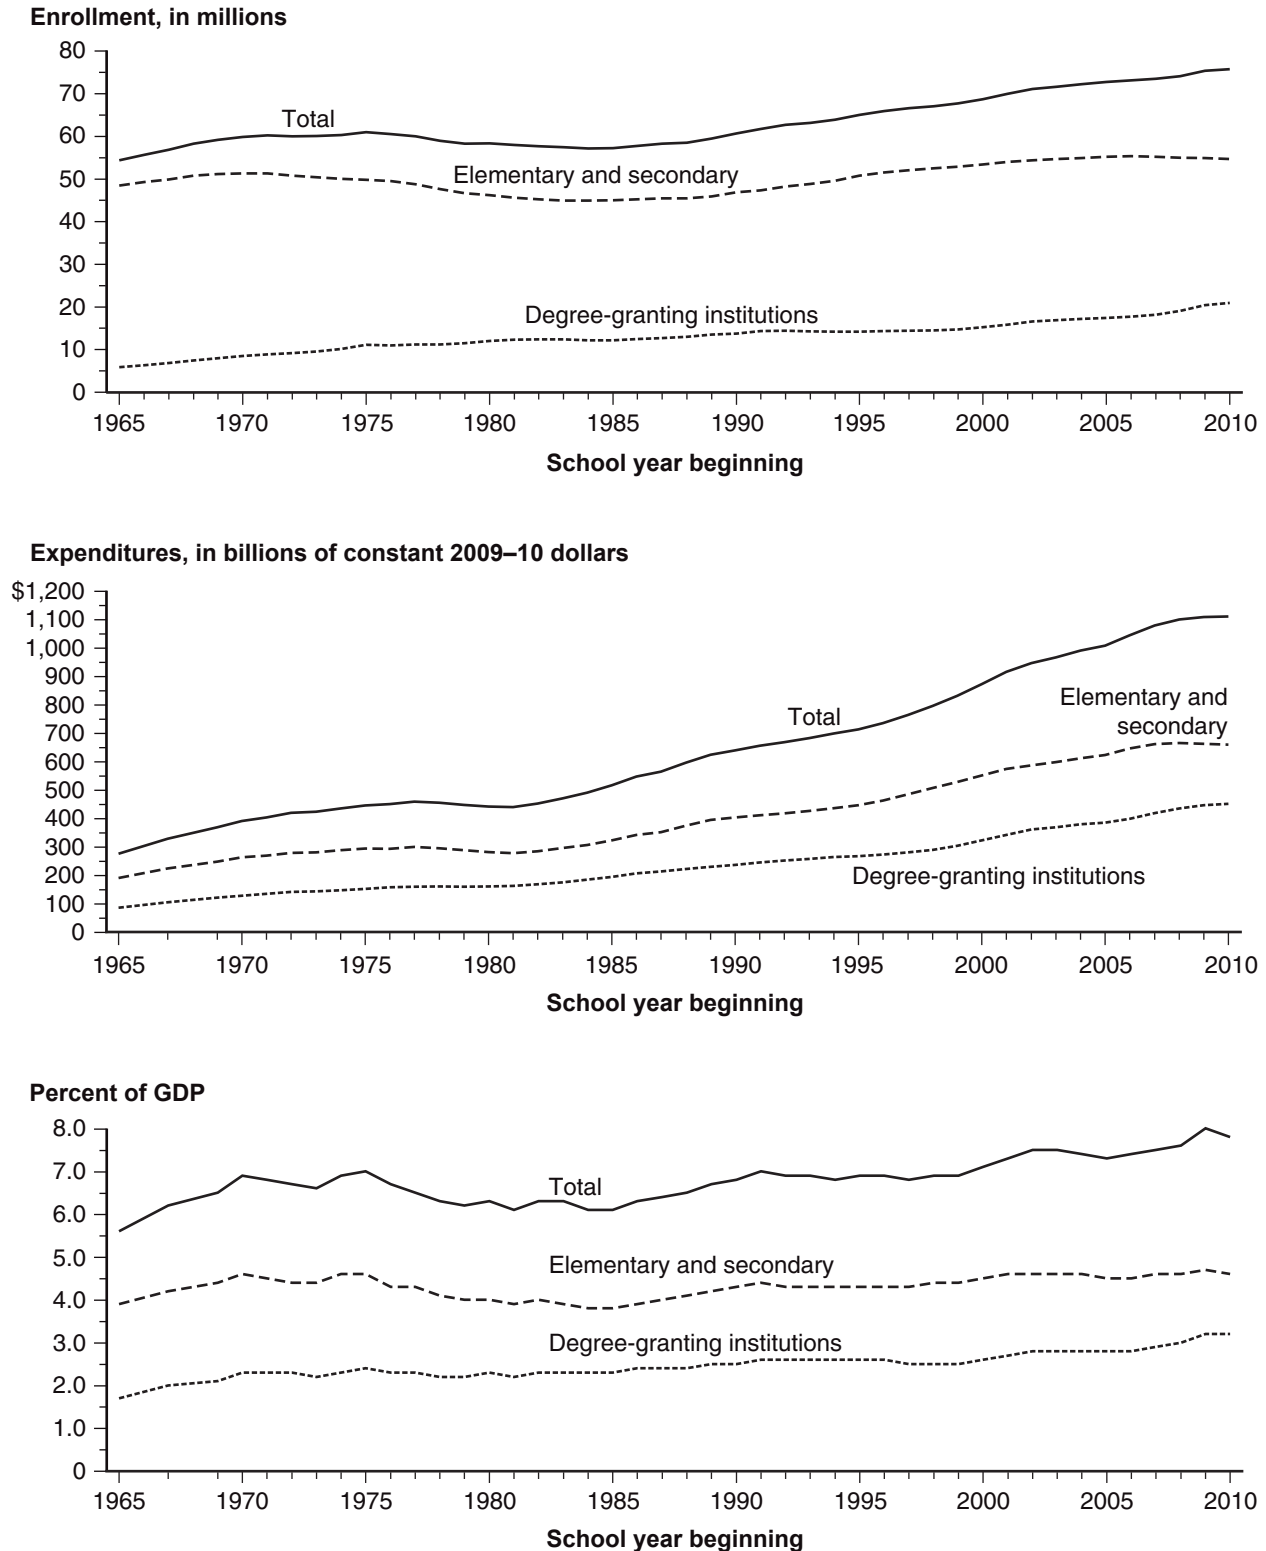 Enrollment, in millions
80
70
60
50
40
30
20
10
0
Total
Elementary and secondary
Degree-granting institutions
1965 1970 1975 1980 1985 1990 1995 2000 2005 2010
School year beginning
Expenditures, in billions of constant 2009–10 dollars
$1,200
1,100
1,000
900
800
700
600
500
400
300
200
100
0
Total
Elementary and
secondary
Degree-granting institutions
1965 1970 1975 1980 1985 1990 1995 2000 2005 2010
School year beginning
Percent of GDP
8.0
7.0
6.0
5.0
4.0
3.0
2.0
1.0
0
Total
Elementary and secondary
Degree-granting institutions
1965 1970 1975 1980 1985 1990 1995 2000 2005 2010
School year beginning